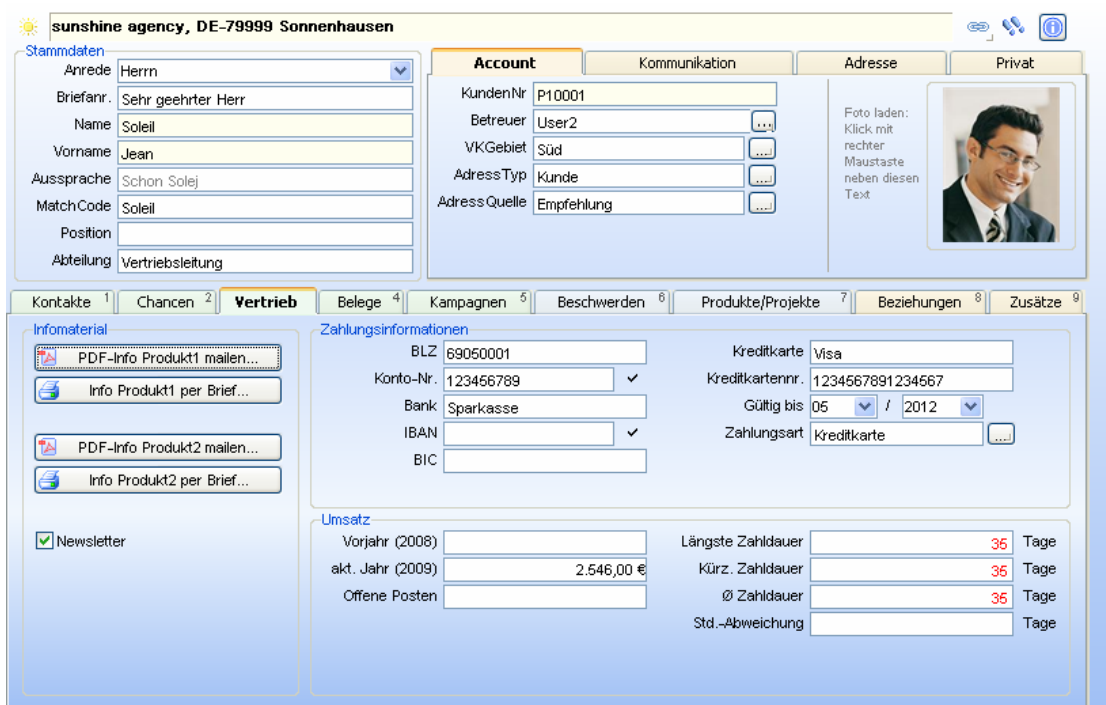 sunshine agency, DE-79999 Sonnenhausen
Stammdaten
Anrede Herrn
Briefanr. Sehr geehrter Herr
Name Soleil
Vorname Jean
Aussprache Schon Solej
MatchCode Soleil
Position
Abteilung Vertriebsleitung
Account Kommunikation Adresse Privat
KundenNr P10001
Betreuer User2 ...
VKGebiet Süd ...
AdressTyp Kunde ...
AdressQuelle Empfehlung ...
Foto laden:
Klick mit
rechter
Maustaste
neben diesen
Text
Kontakte 1 Chancen 2 Vertrieb Belege 4 Kampagnen 5 Beschwerden 6 Produkte/Projekte 7 Beziehungen 8 Zusätze 9
Infomaterial
PDF-Info Produkt1 mailen...
Info Produkt1 per Brief...
PDF-Info Produkt2 mailen...
Info Produkt2 per Brief...
Newsletter
Zahlungsinformationen
BLZ 69050001
Konto-Nr. 123456789
Bank Sparkasse
IBAN
BIC
Kreditkarte Visa
Kreditkartennr. 1234567891234567
Gültig bis 05 / 2012
Zahlungsart Kreditkarte ...
Umsatz
Vorjahr (2008)
akt. Jahr (2009) 2.546,00 €
Offene Posten
Längste Zahldauer 35 Tage
Kürz. Zahldauer 35 Tage
Ø Zahldauer 35 Tage
Std.-Abweichung Tage